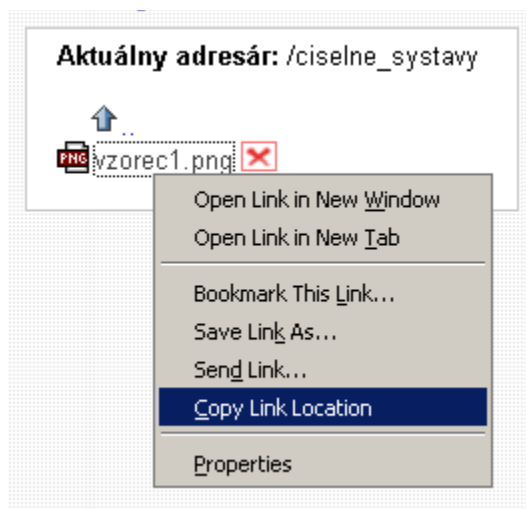 Aktuálny adresár: /ciselne_systavy
..
PNG vzorec1.png
Open Link in New Window
Open Link in New Tab
Bookmark This Link...
Save Link As...
Send Link...
Copy Link Location
Properties